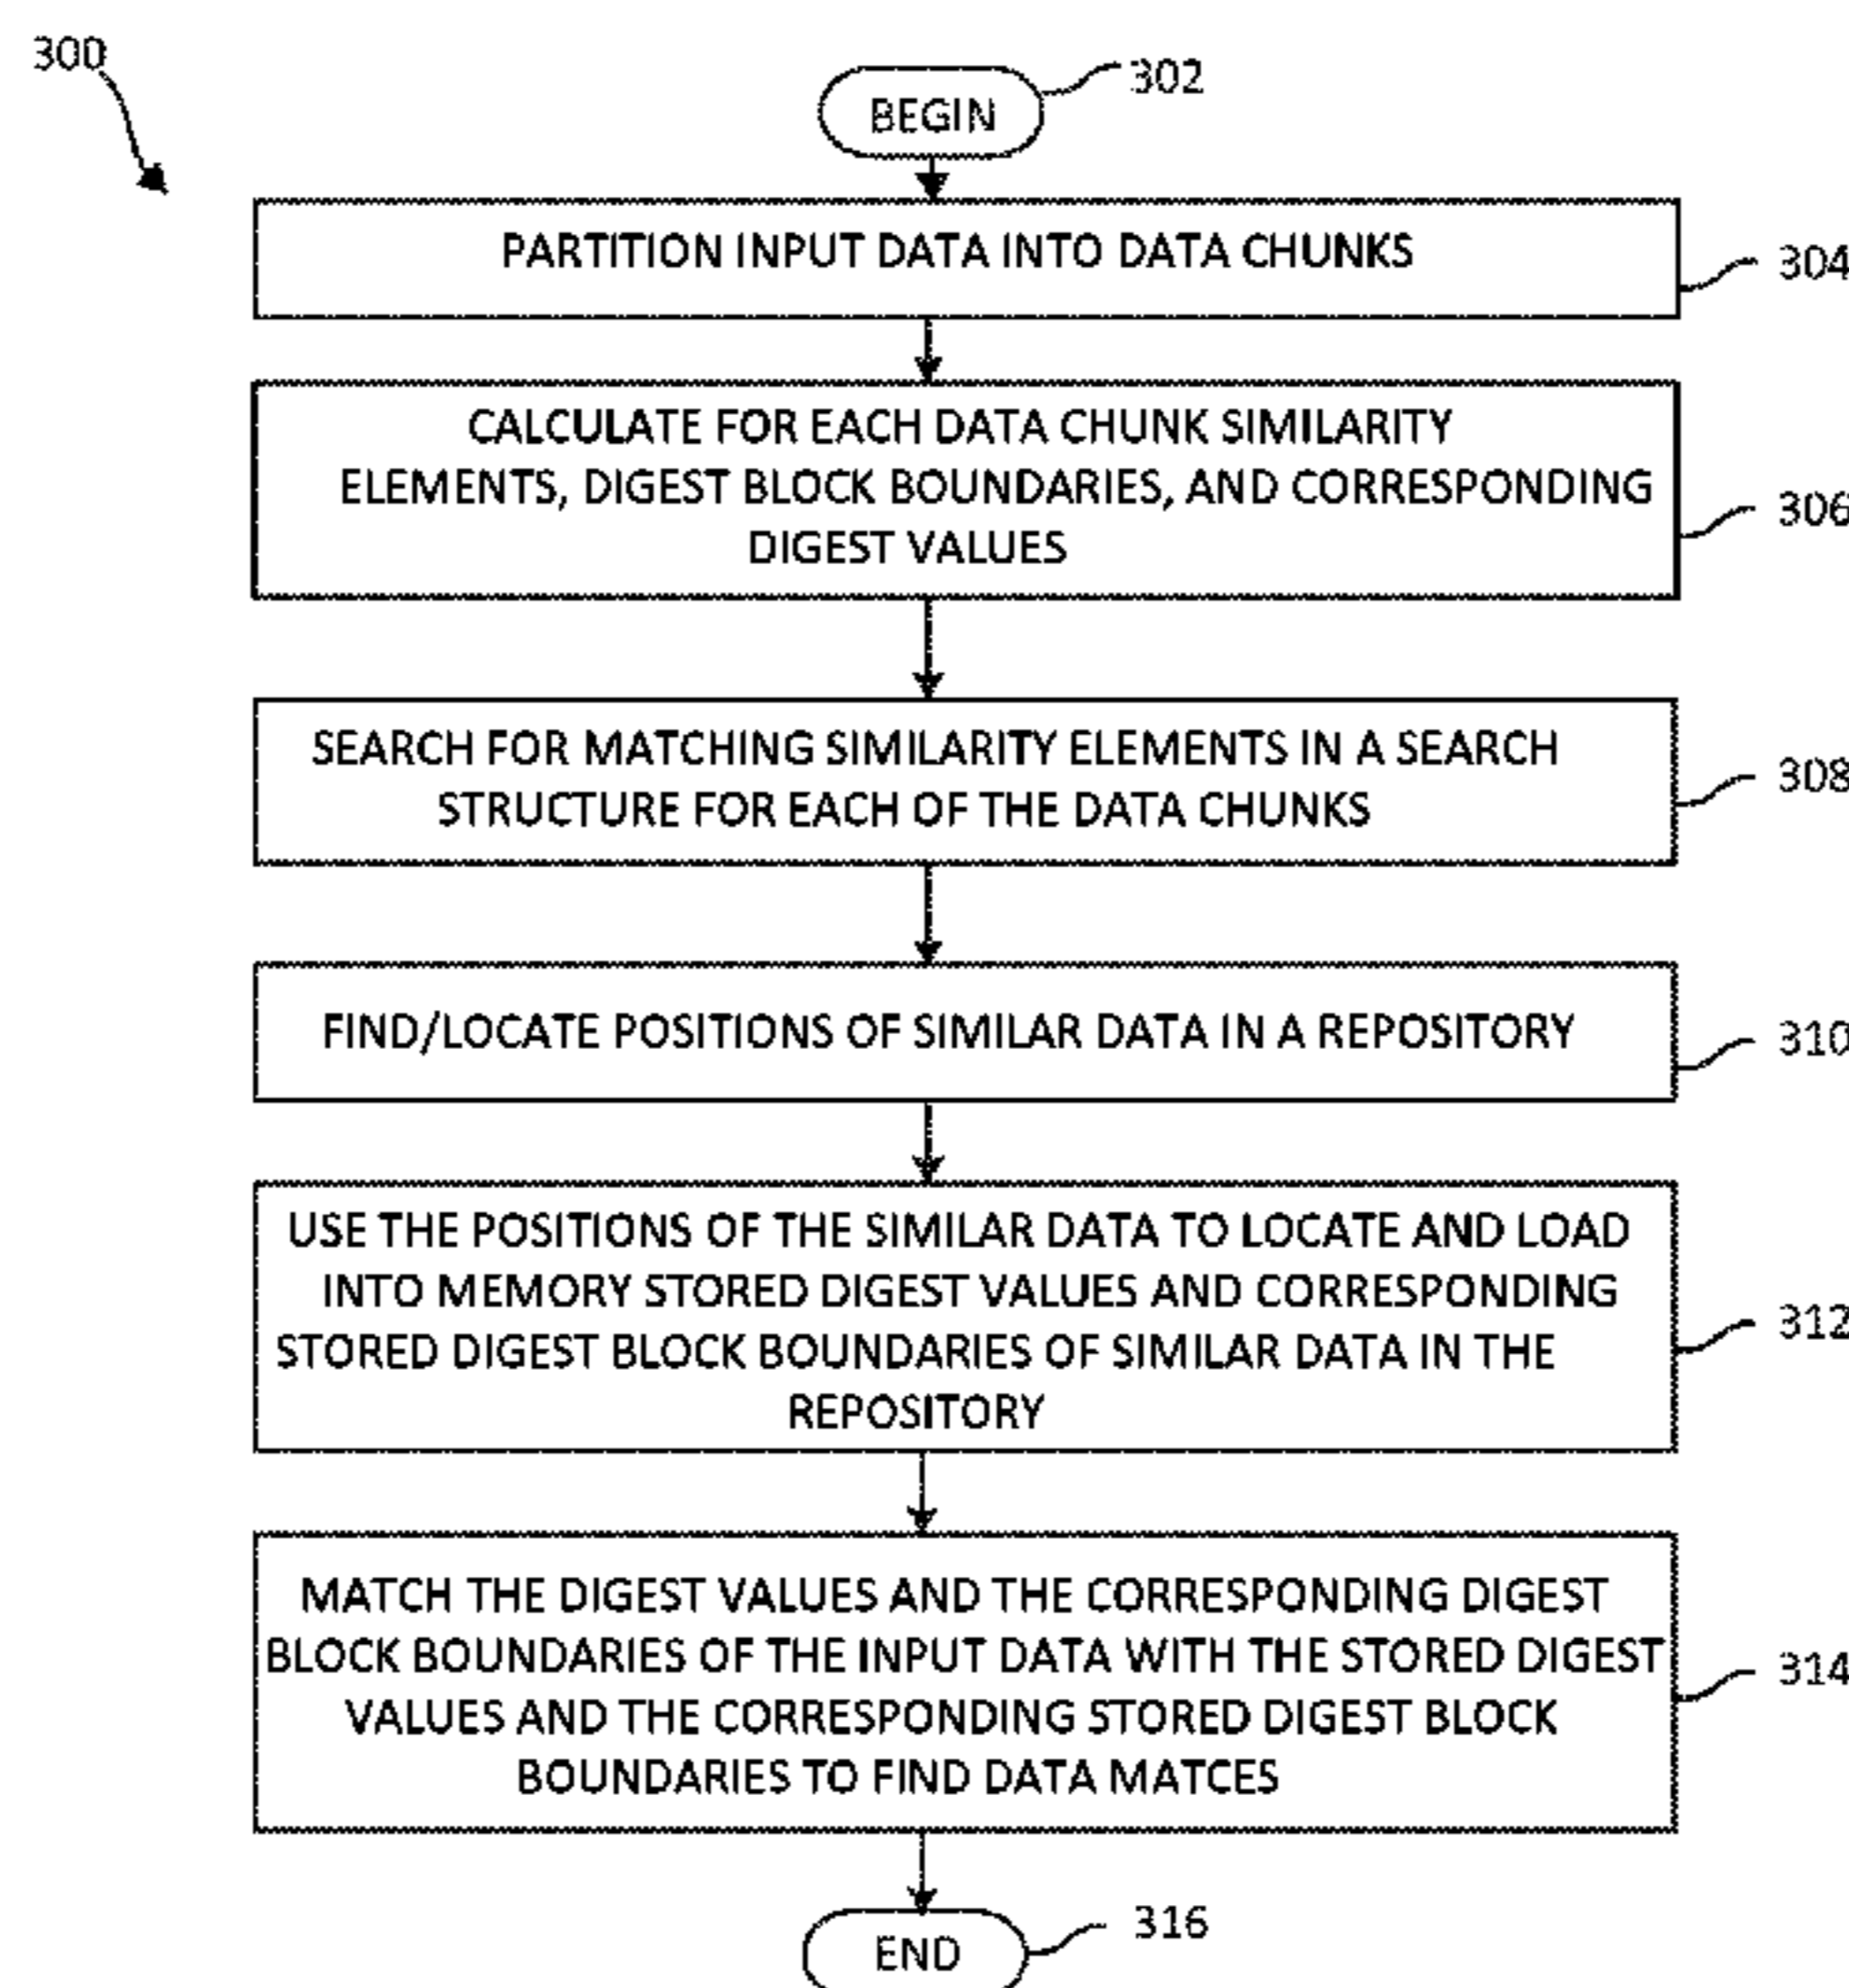 300
BEGIN
302
PARTITION INPUT DATA INTO DATA CHUNKS
304
CALCULATE FOR EACH DATA CHUNK SIMILARITY
ELEMENTS, DIGEST BLOCK BOUNDARIES, AND CORRESPONDING
DIGEST VALUES
306
SEARCH FOR MATCHING SIMILARITY ELEMENTS IN A SEARCH
STRUCTURE FOR EACH OF THE DATA CHUNKS
308
FIND/LOCATE POSITIONS OF SIMILAR DATA IN A REPOSITORY
310
USE THE POSITIONS OF THE SIMILAR DATA TO LOCATE AND LOAD
INTO MEMORY STORED DIGEST VALUES AND CORRESPONDING
STORED DIGEST BLOCK BOUNDARIES OF SIMILAR DATA IN THE
REPOSITORY
312
MATCH THE DIGEST VALUES AND THE CORRESPONDING DIGEST
BLOCK BOUNDARIES OF THE INPUT DATA WITH THE STORED DIGEST
VALUES AND THE CORRESPONDING STORED DIGEST BLOCK
BOUNDARIES TO FIND DATA MATCES
314
END
316